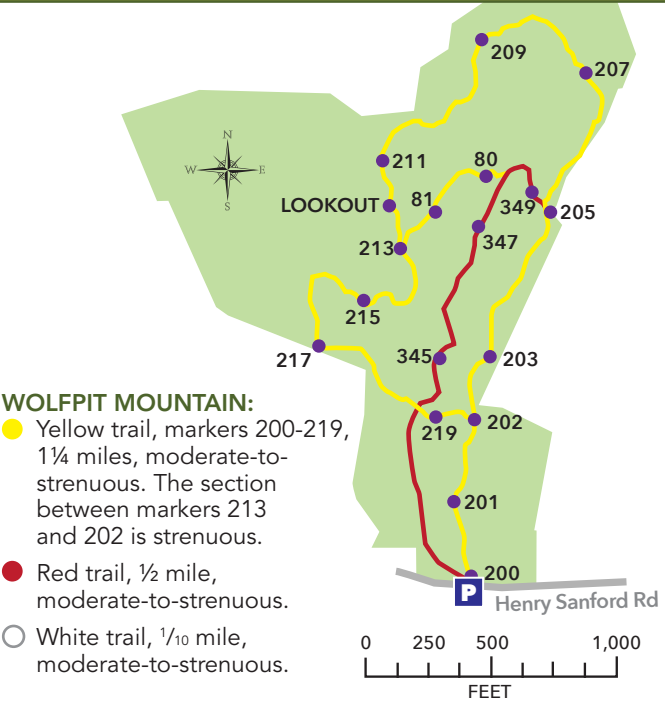 209
207
N
W E
S
211
80
LOOKOUT
81
349
205
213
347
215
217
345
203
219
202
201
200
P
Henry Sanford Rd
WOLFPIT MOUNTAIN:
Yellow trail, markers 200-219,
1¼ miles, moderate-to-
strenuous. The section
between markers 213
and 202 is strenuous.
Red trail, ½ mile,
moderate-to-strenuous.
White trail, 1/10 mile,
moderate-to-strenuous.
0 250 500 1,000
FEET